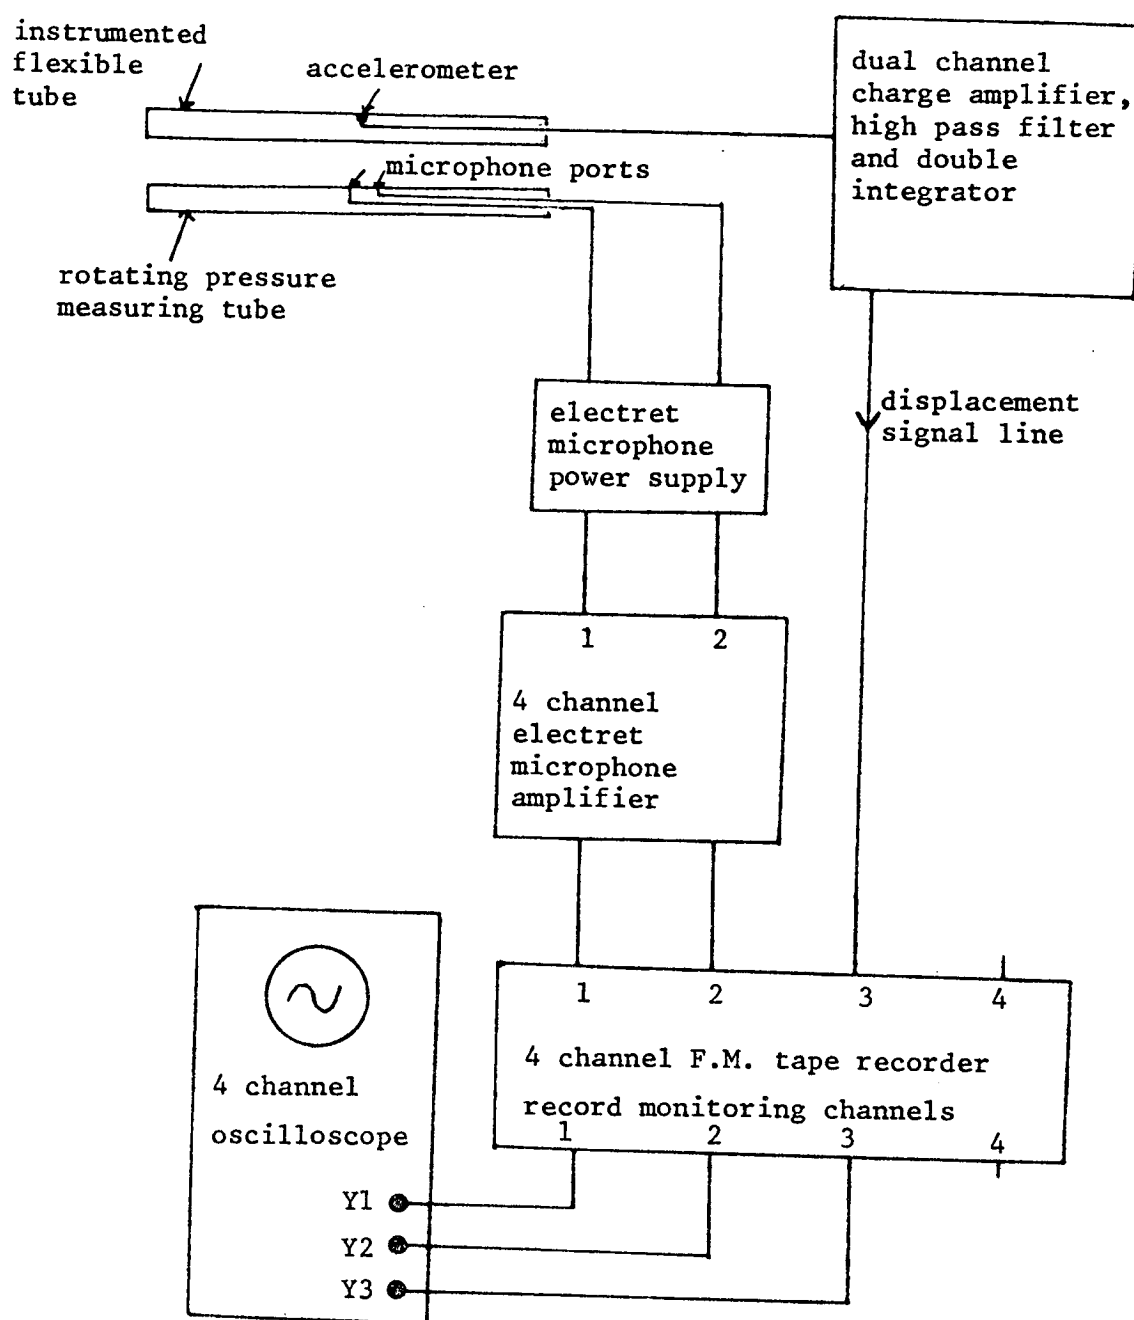 instrumented
flexible
tube
accelerometer
dual channel
charge amplifier,
high pass filter
and double
integrator
microphone ports
rotating pressure
measuring tube
displacement
signal line
electret
microphone
power supply
1 2
4 channel
electret
microphone
amplifier
1 2 3 4
4 channel F.M. tape recorder
record monitoring channels
1 2 3 4
4 channel
oscilloscope
Y1
Y2
Y3